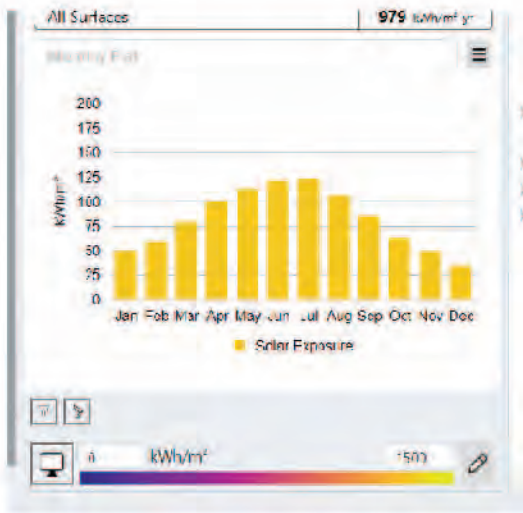 All Surfaces 979 kWh/m² yr
200
175
150
125
100
75
50
25
0
kWh/m²
Jan Feb Mar Apr May Jun Jul Aug Sep Oct Nov Dec
Solar Exposure
0 kWh/m² 1500